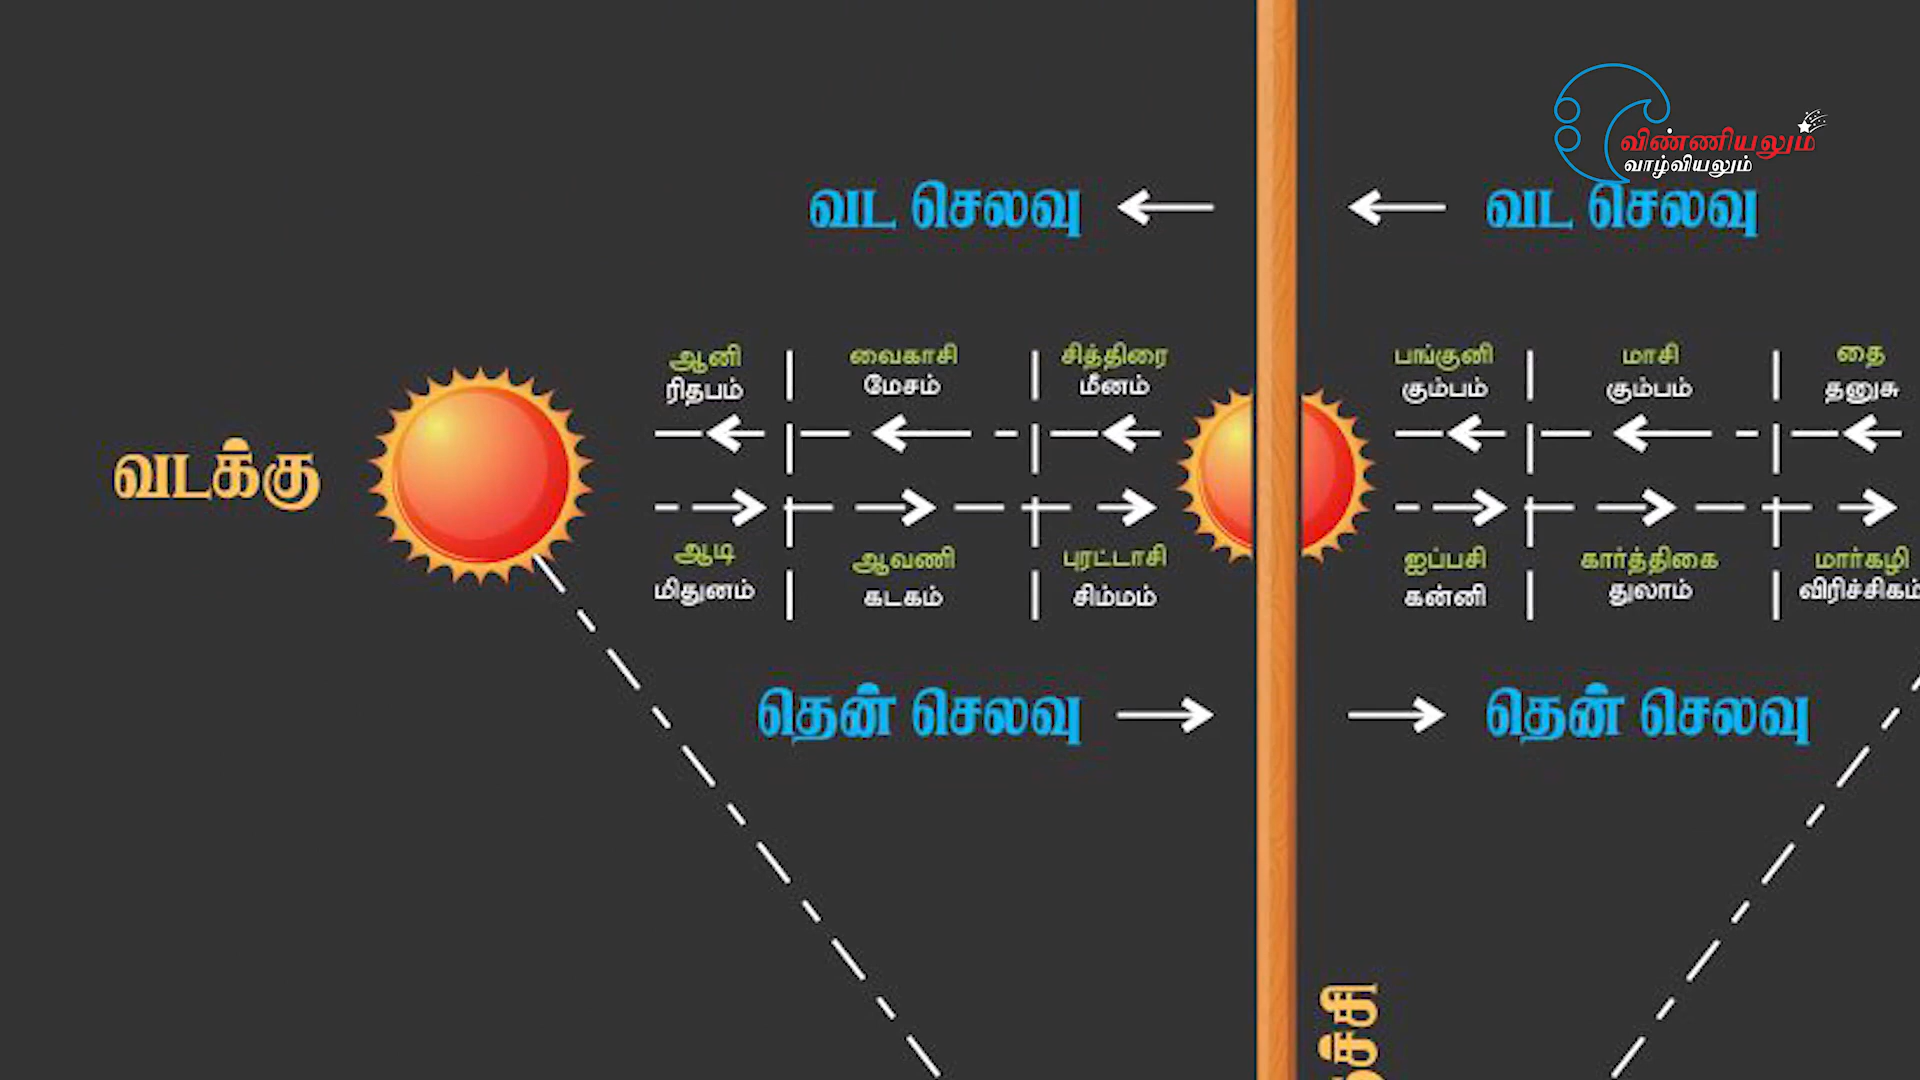 விண்ணியலும்
வாழ்வியலும்
வட செலவு
வட செலவு
ஆனி
ரிதபம்
வைகாசி
மேசம்
சித்திரை
மீனம்
பங்குனி
கும்பம்
மாசி
கும்பம்
தை
தனுசு
வடக்கு
ஆடி
மிதுனம்
ஆவணி
கடகம்
புரட்டாசி
சிம்மம்
ஐப்பசி
கன்னி
கார்த்திகை
துலாம்
மார்கழி
விரிச்சிகம்
தென் செலவு
தென் செலவு